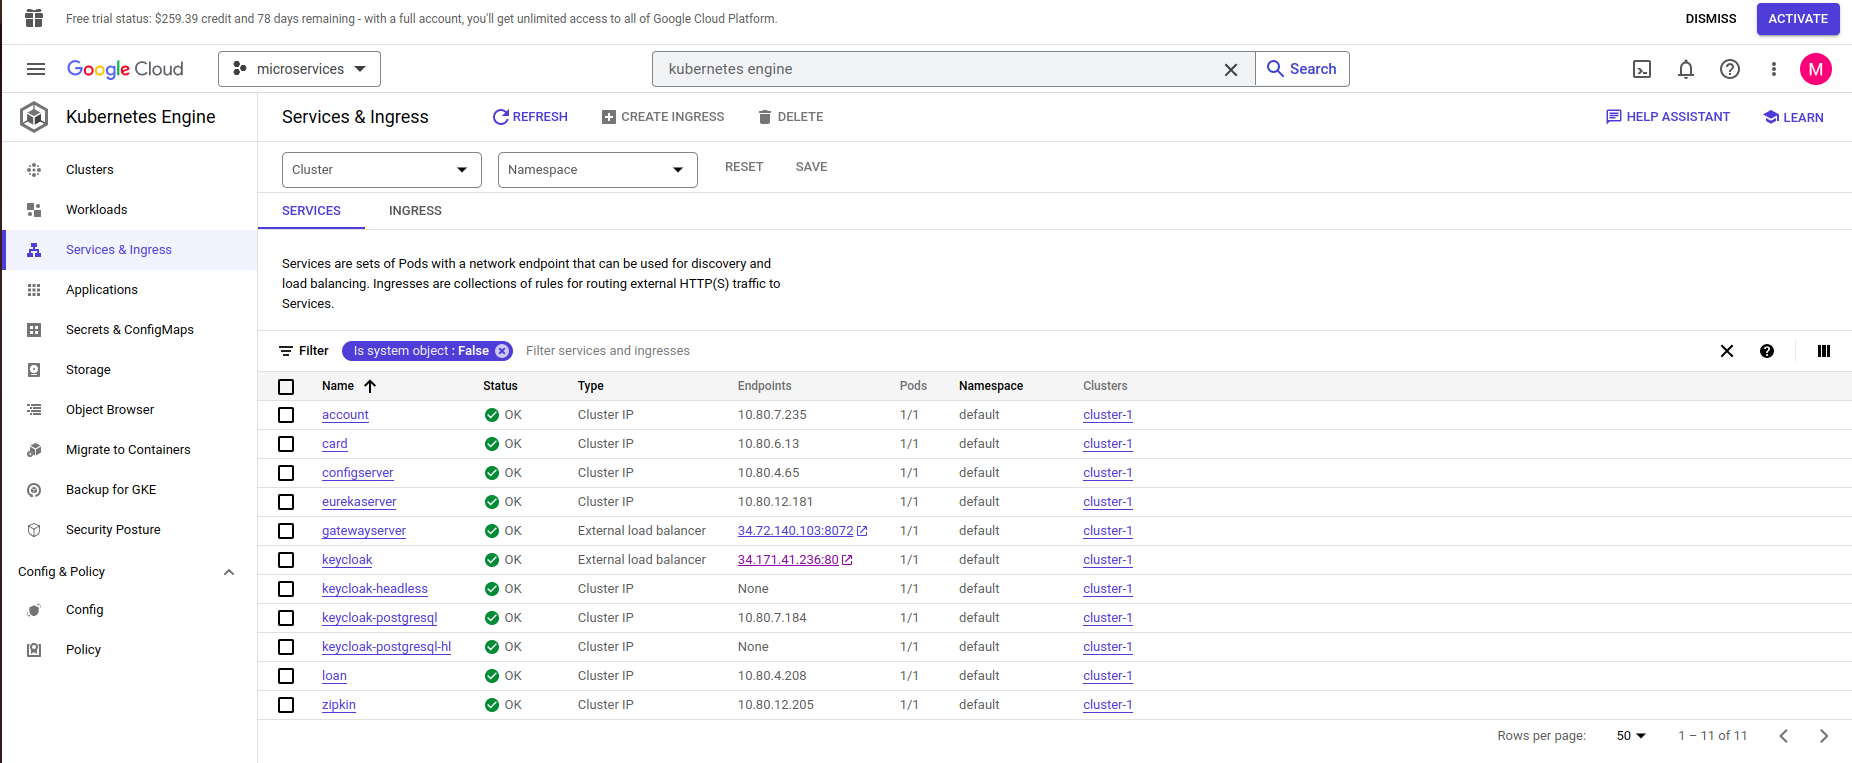 Free trial status: $259.39 credit and 78 days remaining - with a full account, you'll get unlimited access to all of Google Cloud Platform. DISMISS ACTIVATE
Google Cloud microservices kubernetes engine Search M
Kubernetes Engine Services & Ingress REFRESH CREATE INGRESS DELETE HELP ASSISTANT LEARN
Clusters
Workloads
Services & Ingress
Applications
Secrets & ConfigMaps
Storage
Object Browser
Migrate to Containers
Backup for GKE
Security Posture
Config & Policy
Config
Policy
Cluster Namespace RESET SAVE
SERVICES INGRESS
Services are sets of Pods with a network endpoint that can be used for discovery and
load balancing. Ingresses are collections of rules for routing external HTTP(S) traffic to
Services.
Filter Is system object : False Filter services and ingresses
Name Status Type Endpoints Pods Namespace Clusters
account OK Cluster IP 10.80.7.235 1/1 default cluster-1
card OK Cluster IP 10.80.6.13 1/1 default cluster-1
configserver OK Cluster IP 10.80.4.65 1/1 default cluster-1
eurekaserver OK Cluster IP 10.80.12.181 1/1 default cluster-1
gatewayserver OK External load balancer 34.72.140.103:8072 1/1 default cluster-1
keycloak OK External load balancer 34.171.41.236:80 1/1 default cluster-1
keycloak-headless OK Cluster IP None 1/1 default cluster-1
keycloak-postgresql OK Cluster IP 10.80.7.184 1/1 default cluster-1
keycloak-postgresql-hl OK Cluster IP None 1/1 default cluster-1
loan OK Cluster IP 10.80.4.208 1/1 default cluster-1
zipkin OK Cluster IP 10.80.12.205 1/1 default cluster-1
Rows per page: 50 1 – 11 of 11